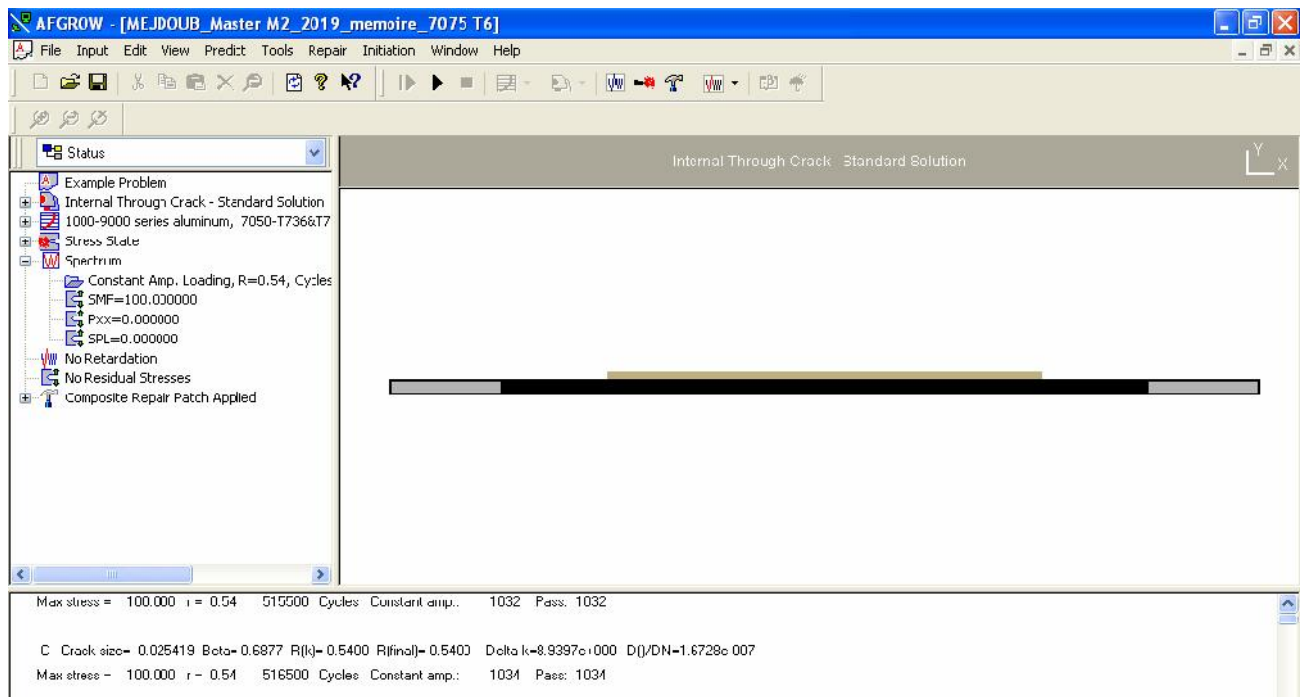 AFGROW - [MEJDOUB_Master M2_2019_memoire_7075 T6]
File Input Edit View Predict Tools Repair Initiation Window Help
Status
Internal Through Crack Standard Solution
Y
X
Example Problem
Internal Through Crack - Standard Solution
1000-9000 series aluminum, 7050-T736&T7
Stress State
Spectrum
Constant Amp. Loading, R=0.54, Cycles
SMF=100.000000
Pxx=0.000000
SPL=0.000000
No Retardation
No Residual Stresses
Composite Repair Patch Applied
Max stress = 100.000 r = 0.54 515500 Cycles Constant amp.: 1032 Pass: 1032
C Crack size= 0.025419 Beta= 0.6877 R(k)= 0.5400 R(final)= 0.5400 Delta k=8.9397e+000 D()/DN=1.6728e-007
Max stress = 100.000 r = 0.54 516500 Cycles Constant amp.: 1034 Pass: 1034